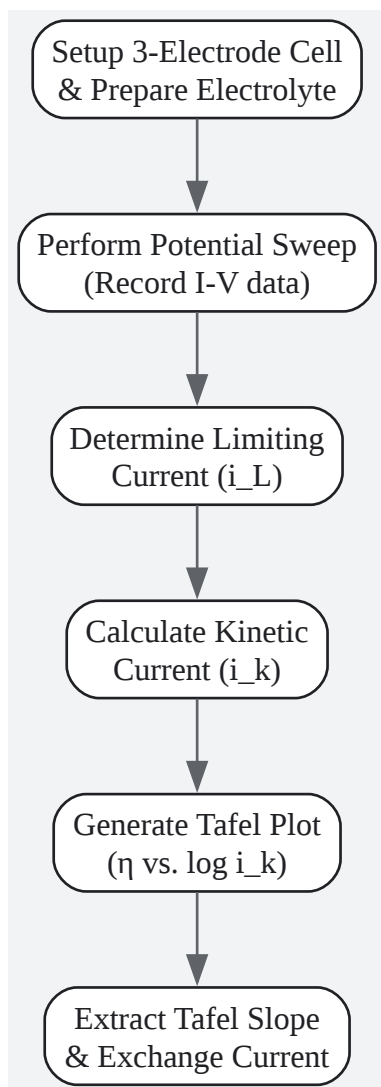 Setup 3-Electrode Cell
& Prepare Electrolyte
Perform Potential Sweep
(Record I-V data)
Determine Limiting
Current (i_L)
Calculate Kinetic
Current (i_k)
Generate Tafel Plot
(η vs. log i_k)
Extract Tafel Slope
& Exchange Current